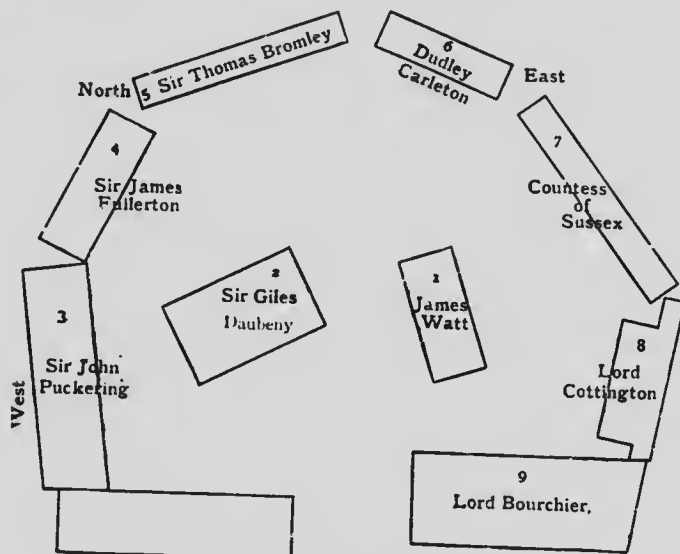 North
5 Sir Thomas Bromley
6
Dudley
Carleton
East
4
Sir James
Fullerton
7
Countess
of
Sussex
2
Sir Giles
Daubeny
1
James
Watt
3
Sir John
Puckering
West
8
Lord
Cottington
9
Lord Bourchier.